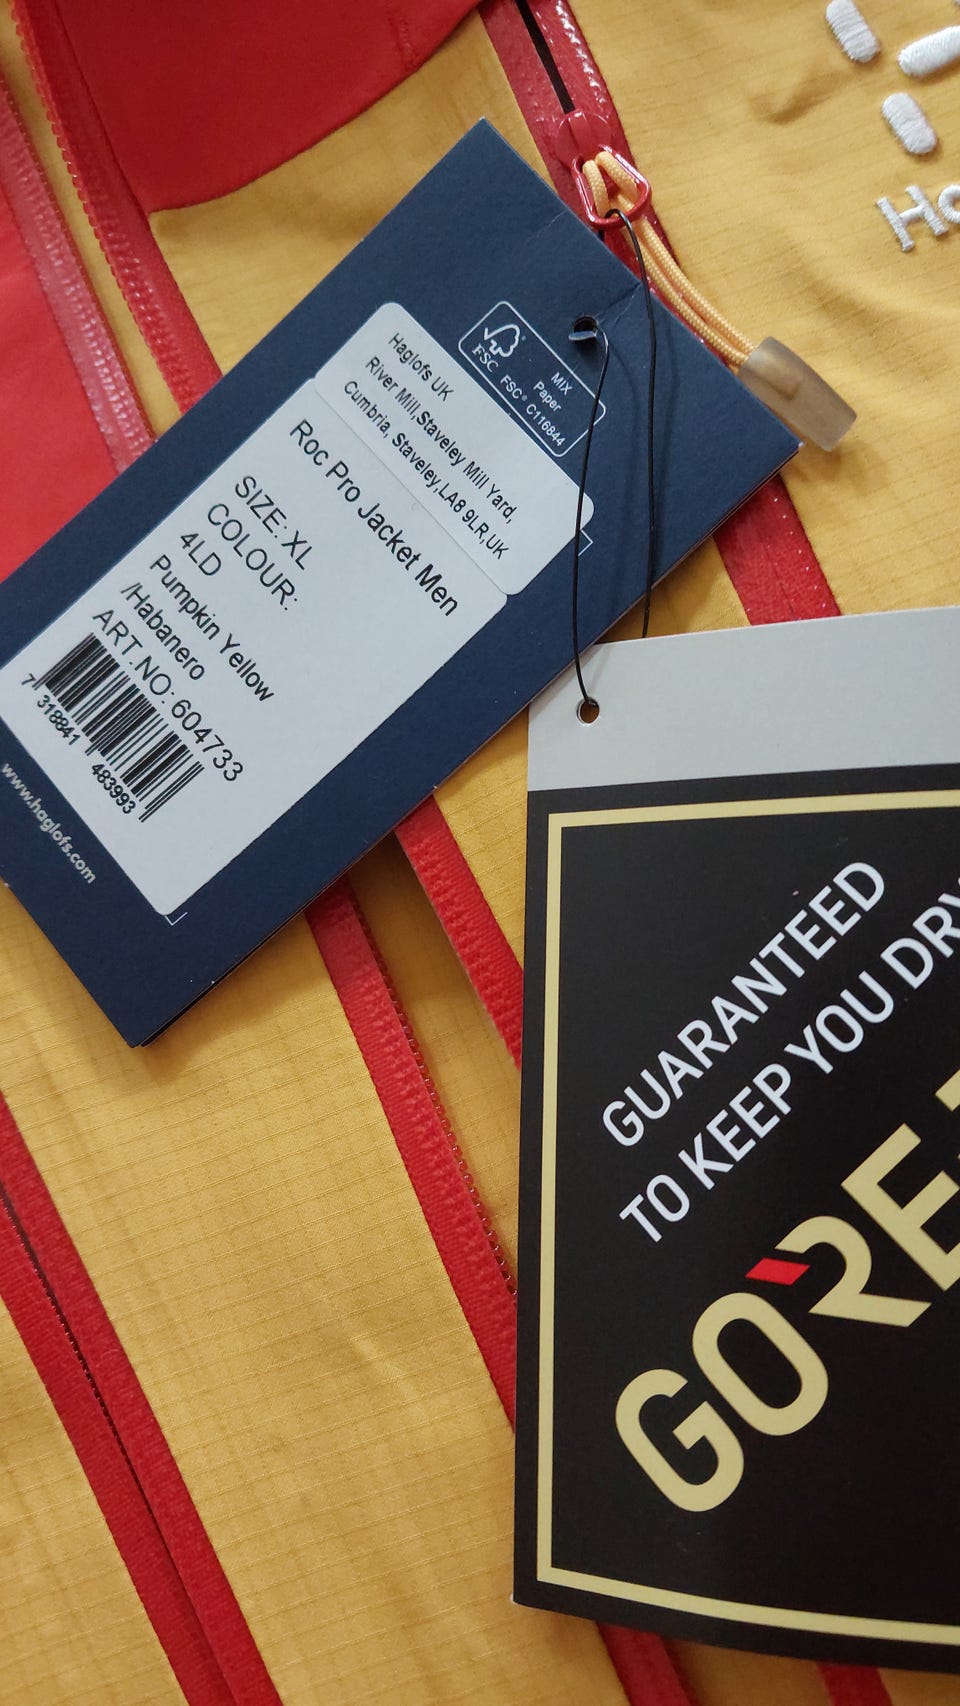 Ha
MIX
Paper
FSC® C116844
FSC
Haglofs UK
River Mill,Staveley Mill Yard,
Cumbria, Staveley,LA8 9LR,UK
Roc Pro Jacket Men
SIZE: XL
COLOUR:
4LD
Pumpkin Yellow
/Habanero
ART.NO: 604733
7 318841 483993
www.haglofs.com
GUARANTEED
TO KEEP YOU DRY
GORE-T